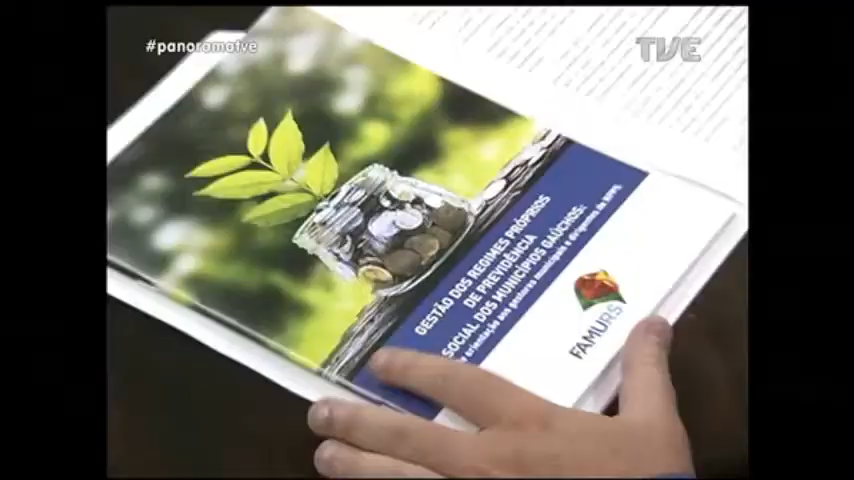 #panoramatve
TVE
GESTÃO DOS REGIMES PRÓPRIOS
DE PREVIDÊNCIA
SOCIAL DOS MUNICÍPIOS GAÚCHOS:
orientação aos gestores municipais e dirigentes de RPPS
FAMURS